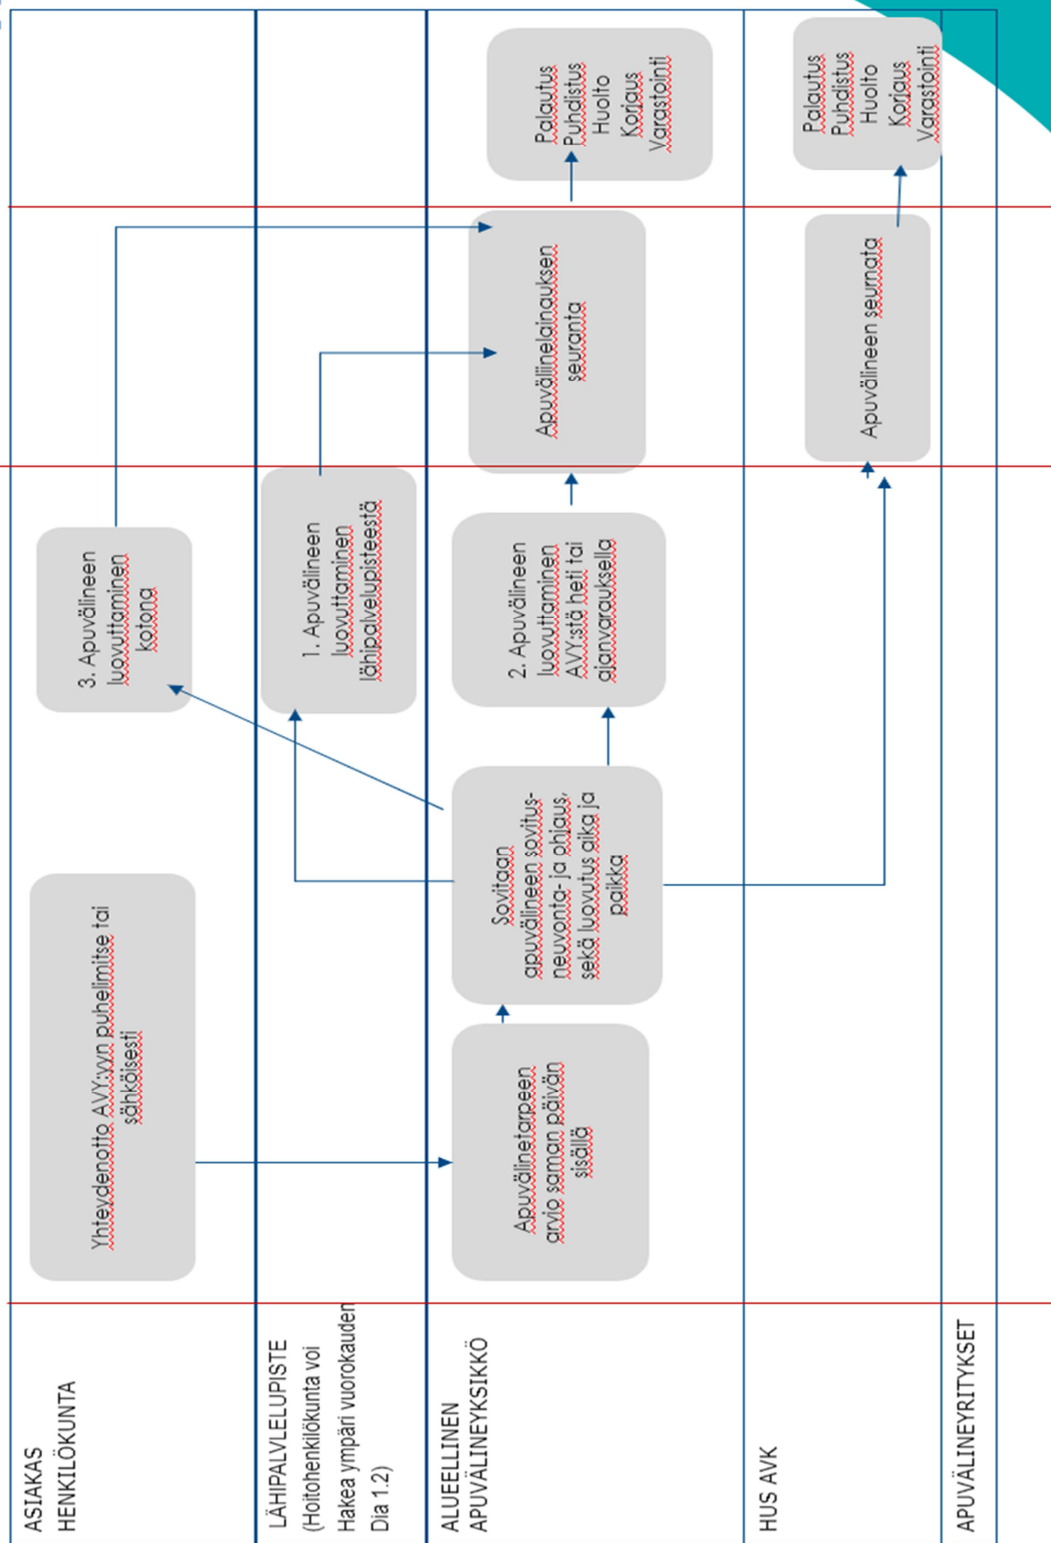 ASIAKAS
HENKILÖKUNTA
Yhteydenotto AVY:vyn puhelimitse tai
sähköisesti
3. Apuvälineen
luovuttaminen
kotona
LÄHIPALVLELUPISTE
(Hoitohenkilökunta voi
Hakea ympäri vuorokauden
Dia 1.2)
1. Apuvälineen
luovuttaminen
lähipalvelupisteestä
ALUEELLINEN
APUVÄLINEYKSIKKÖ
Apuvälinetarpeen
arvio saman päivän
sisällä
Sovitaan
apuvälineen sovitus-
neuvonta- ja ohjaus,
sekä luovutus aika ja
paikka
2. Apuvälineen
luovuttaminen
AVY:stä heti tai
ajanvarauksella
Apuvälinelainauksen
seuranta
Palautus
Puhdistus
Huolto
Korjaus
Varastointi
HUS AVK
Apuvälineen seurnata
Palautus
Puhdistus
Huolto
Korjaus
Varastointi
APUVÄLINEYRITYKSET